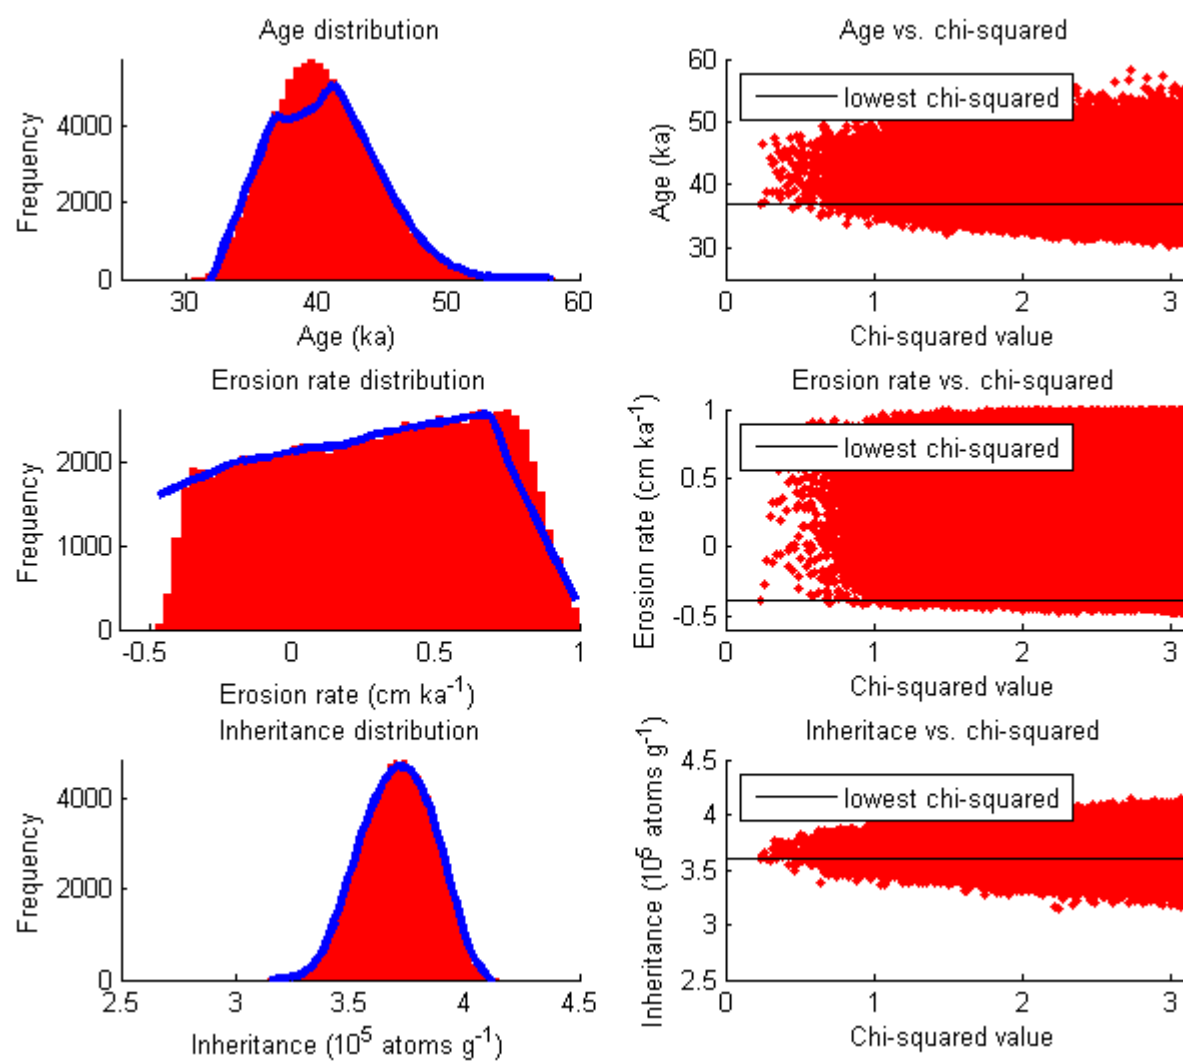 Age distribution
Frequency
4000
2000
0
30 40 50 60
Age (ka)
Age vs. chi-squared
lowest chi-squared
Age (ka)
60
50
40
30
0 1 2 3
Chi-squared value
Erosion rate distribution
Frequency
2000
1000
0
-0.5 0 0.5 1
Erosion rate (cm ka-1)
Erosion rate vs. chi-squared
lowest chi-squared
Erosion rate (cm ka-1)
1
0.5
0
-0.5
0 1 2 3
Chi-squared value
Inheritance distribution
Frequency
4000
2000
0
2.5 3 3.5 4 4.5
Inheritance (10^5 atoms g-1)
Inheritace vs. chi-squared
lowest chi-squared
Inheritance (10^5 atoms g-1)
4.5
4
3.5
3
2.5
0 1 2 3
Chi-squared value